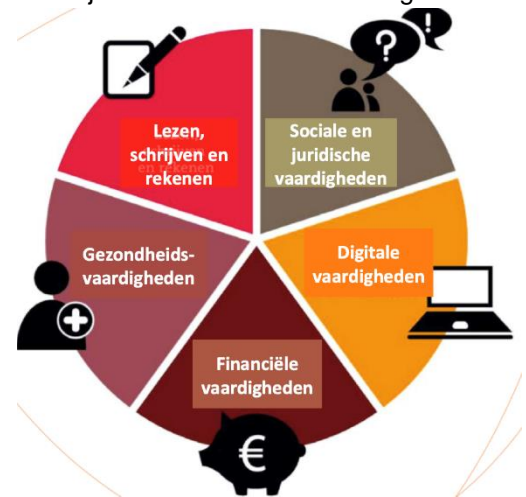 Lezen,
schrijven en
rekenen
Sociale en
juridische
vaardigheden
Gezondheids-
vaardigheden
Digitale
vaardigheden
Financiële
vaardigheden
€
? !